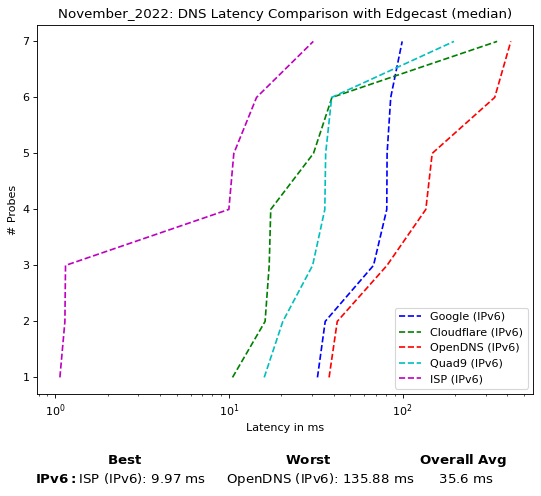 November_2022: DNS Latency Comparison with Edgecast (median)
7
6
5
4
3
2
1
# Probes
Google (IPv6)
Cloudflare (IPv6)
OpenDNS (IPv6)
Quad9 (IPv6)
ISP (IPv6)
10⁰ 10¹ 10²
Latency in ms
Best Worst Overall Avg
IPv6: ISP (IPv6): 9.97 ms OpenDNS (IPv6): 135.88 ms 35.6 ms